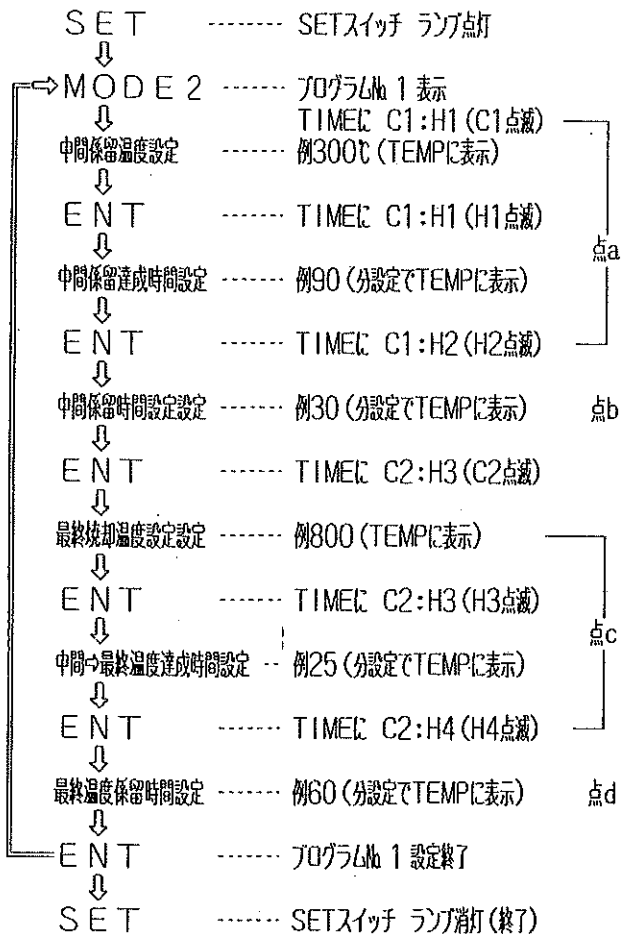 SET ------- SETスイッチ ランプ点灯
⇩
⇨MODE2 ------ プログラム№1表示
⇩ TIMEに C1:H1(C1点滅)
中間係留温度設定 ------ 例300℃(TEMPに表示)
⇩
ENT ------ TIMEに C1:H1(H1点滅)
⇩ 点a
中間係留達成時間設定 ------ 例90(分設定でTEMPに表示)
⇩
ENT ------ TIMEに C1:H2(H2点滅)
⇩
中間係留時間設定設定 ------ 例30(分設定でTEMPに表示) 点b
⇩
ENT ------ TIMEに C2:H3(C2点滅)
⇩
最終焼却温度設定設定 ------ 例800(TEMPに表示)
⇩
ENT ------ TIMEに C2:H3(H3点滅)
⇩ 点c
中間⇨最終温度達成時間設定 -- 例25(分設定でTEMPに表示)
⇩
ENT ------ TIMEに C2:H4(H4点滅)
⇩
最終温度係留時間設定 ------ 例60(分設定でTEMPに表示) 点d
⇩
ENT ------- プログラム№1設定終了
⇩
SET ------ SETスイッチ ランプ消灯(終了)